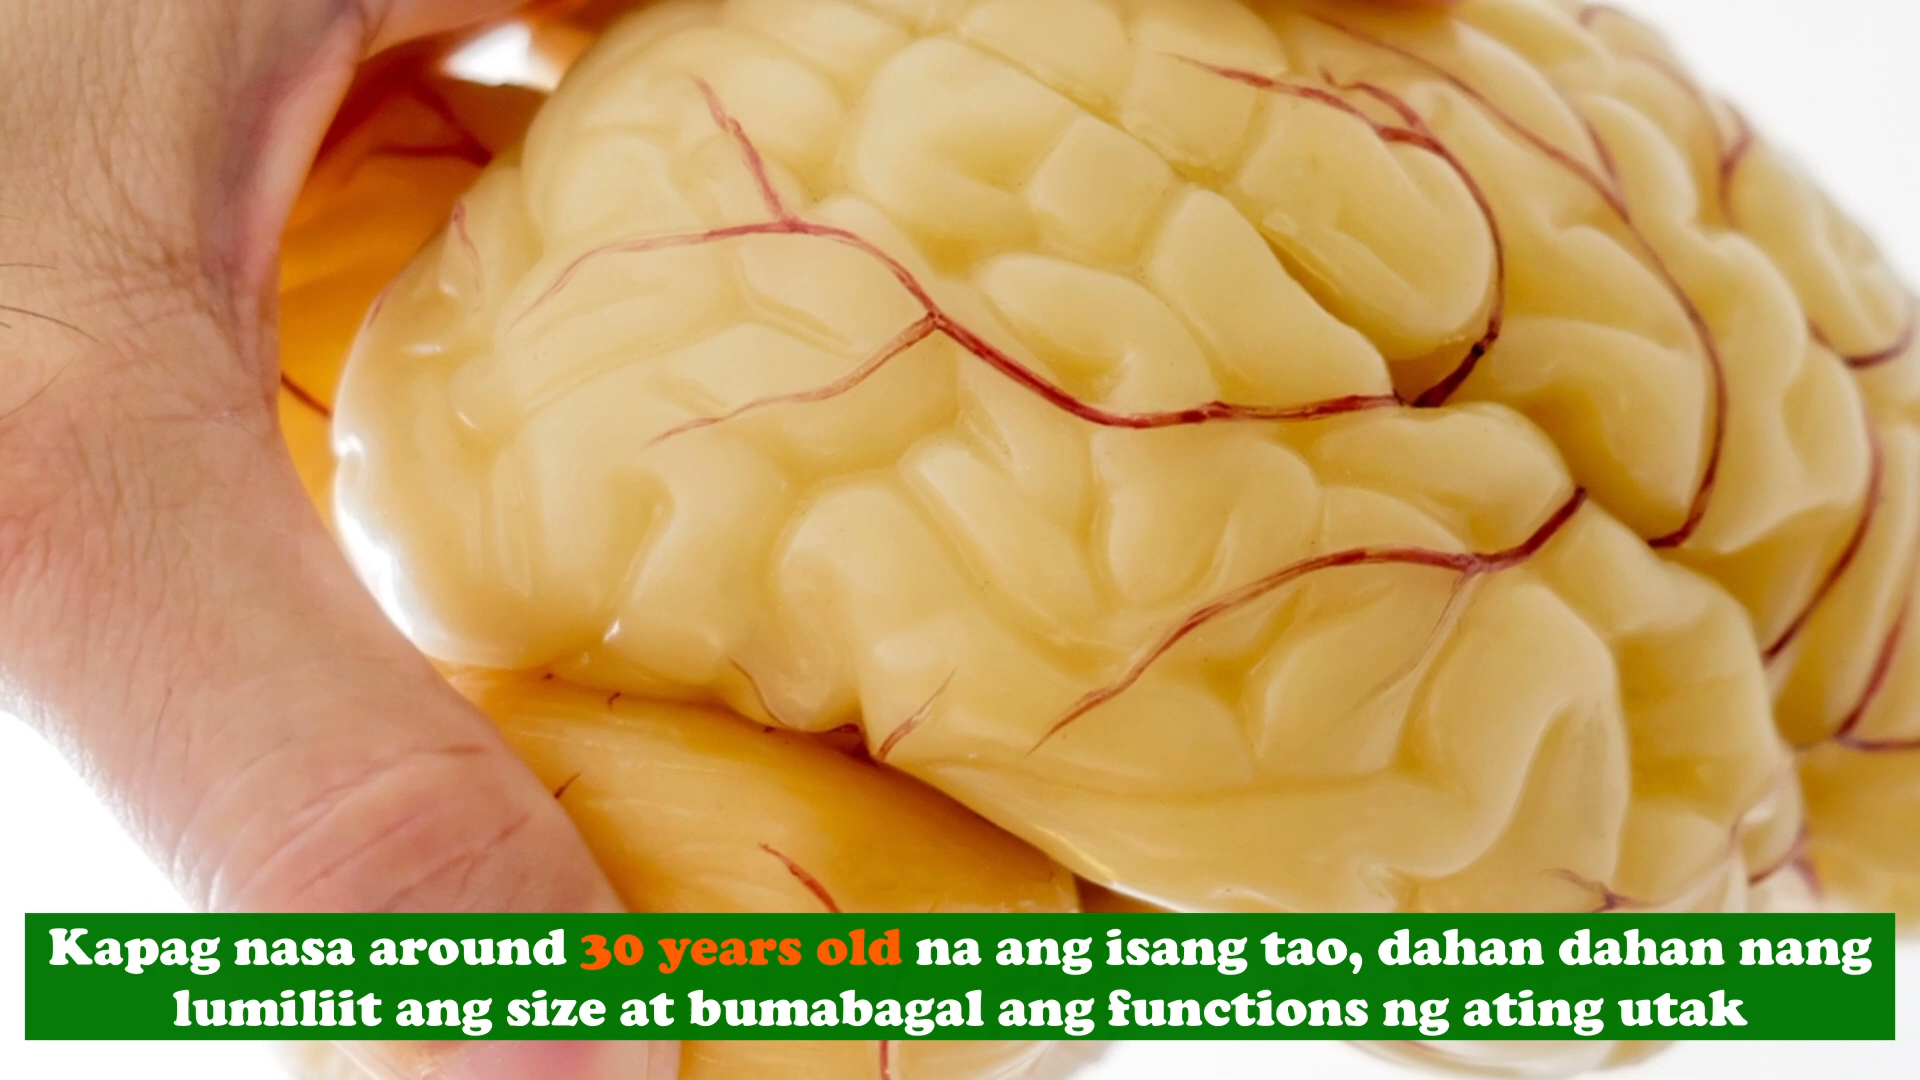 Kapag nasa around 30 years old na ang isang tao, dahan dahan nang
lumiliit ang size at bumabagal ang functions ng ating utak